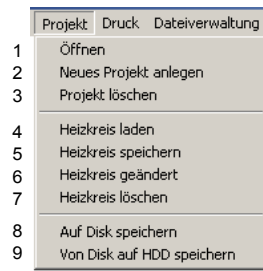 Projekt Druck Dateiverwaltung
1 Öffnen
2 Neues Projekt anlegen
3 Projekt löschen
4 Heizkreis laden
5 Heizkreis speichern
6 Heizkreis geändert
7 Heizkreis löschen
8 Auf Disk speichern
9 Von Disk auf HDD speichern